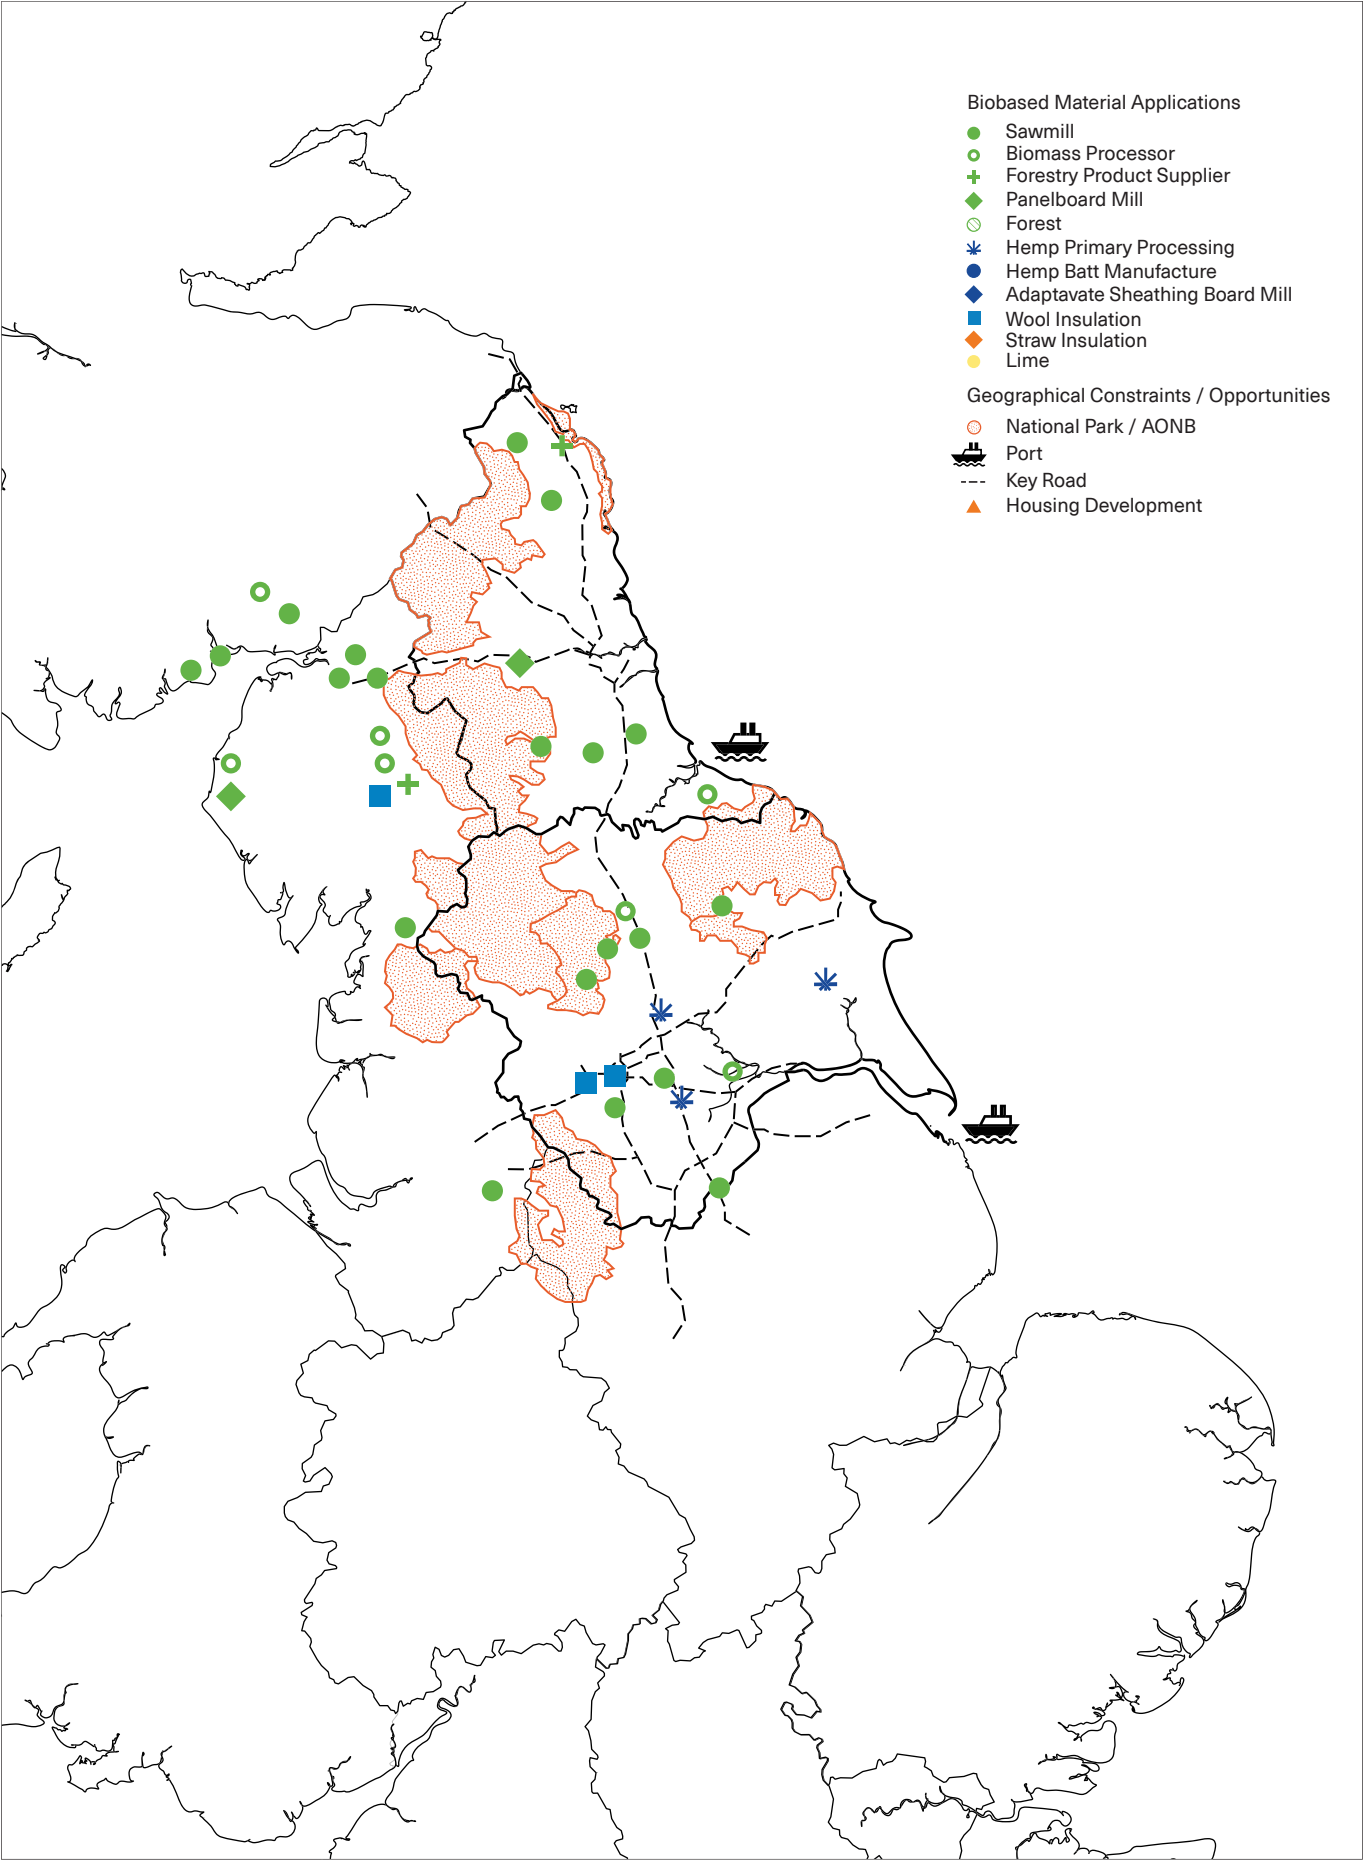 Biobased Material Applications
Sawmill
Biomass Processor
Forestry Product Supplier
Panelboard Mill
Forest
Hemp Primary Processing
Hemp Batt Manufacture
Adaptavate Sheathing Board Mill
Wool Insulation
Straw Insulation
Lime
Geographical Constraints / Opportunities
National Park / AONB
Port
Key Road
Housing Development